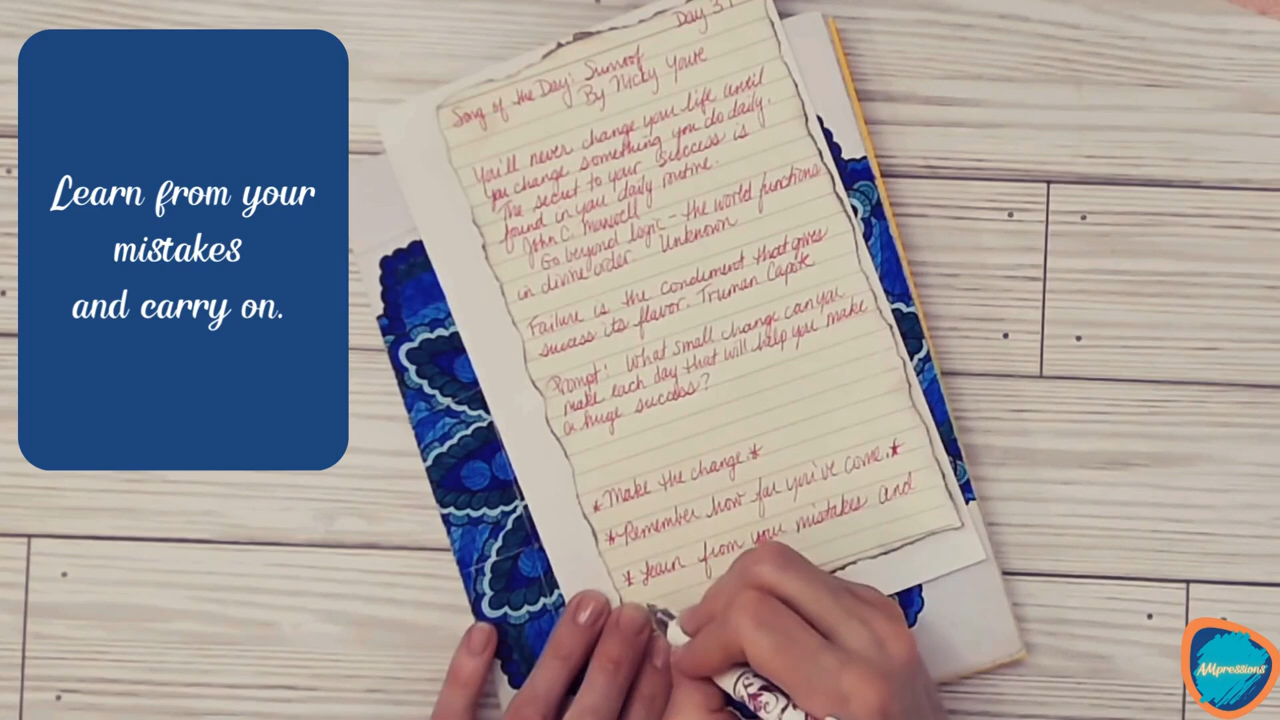 Learn from your
mistakes
and carry on.
Day 31
Song of the Day: Sunroof
By Nicky Youre
You'll never change your life until
you change something you do daily.
The secret to your success is
found in your daily routine.
John C. Maxwell
Go beyond logic - the world functions
in divine order. Unknown
Failure is the condiment that gives
success its flavor. Truman Capote
Prompt: What small change can you
make each day that will help you make
a huge success?
*Make the change.*
*Remember how far you've come.*
*Learn from your mistakes and
AMpressions